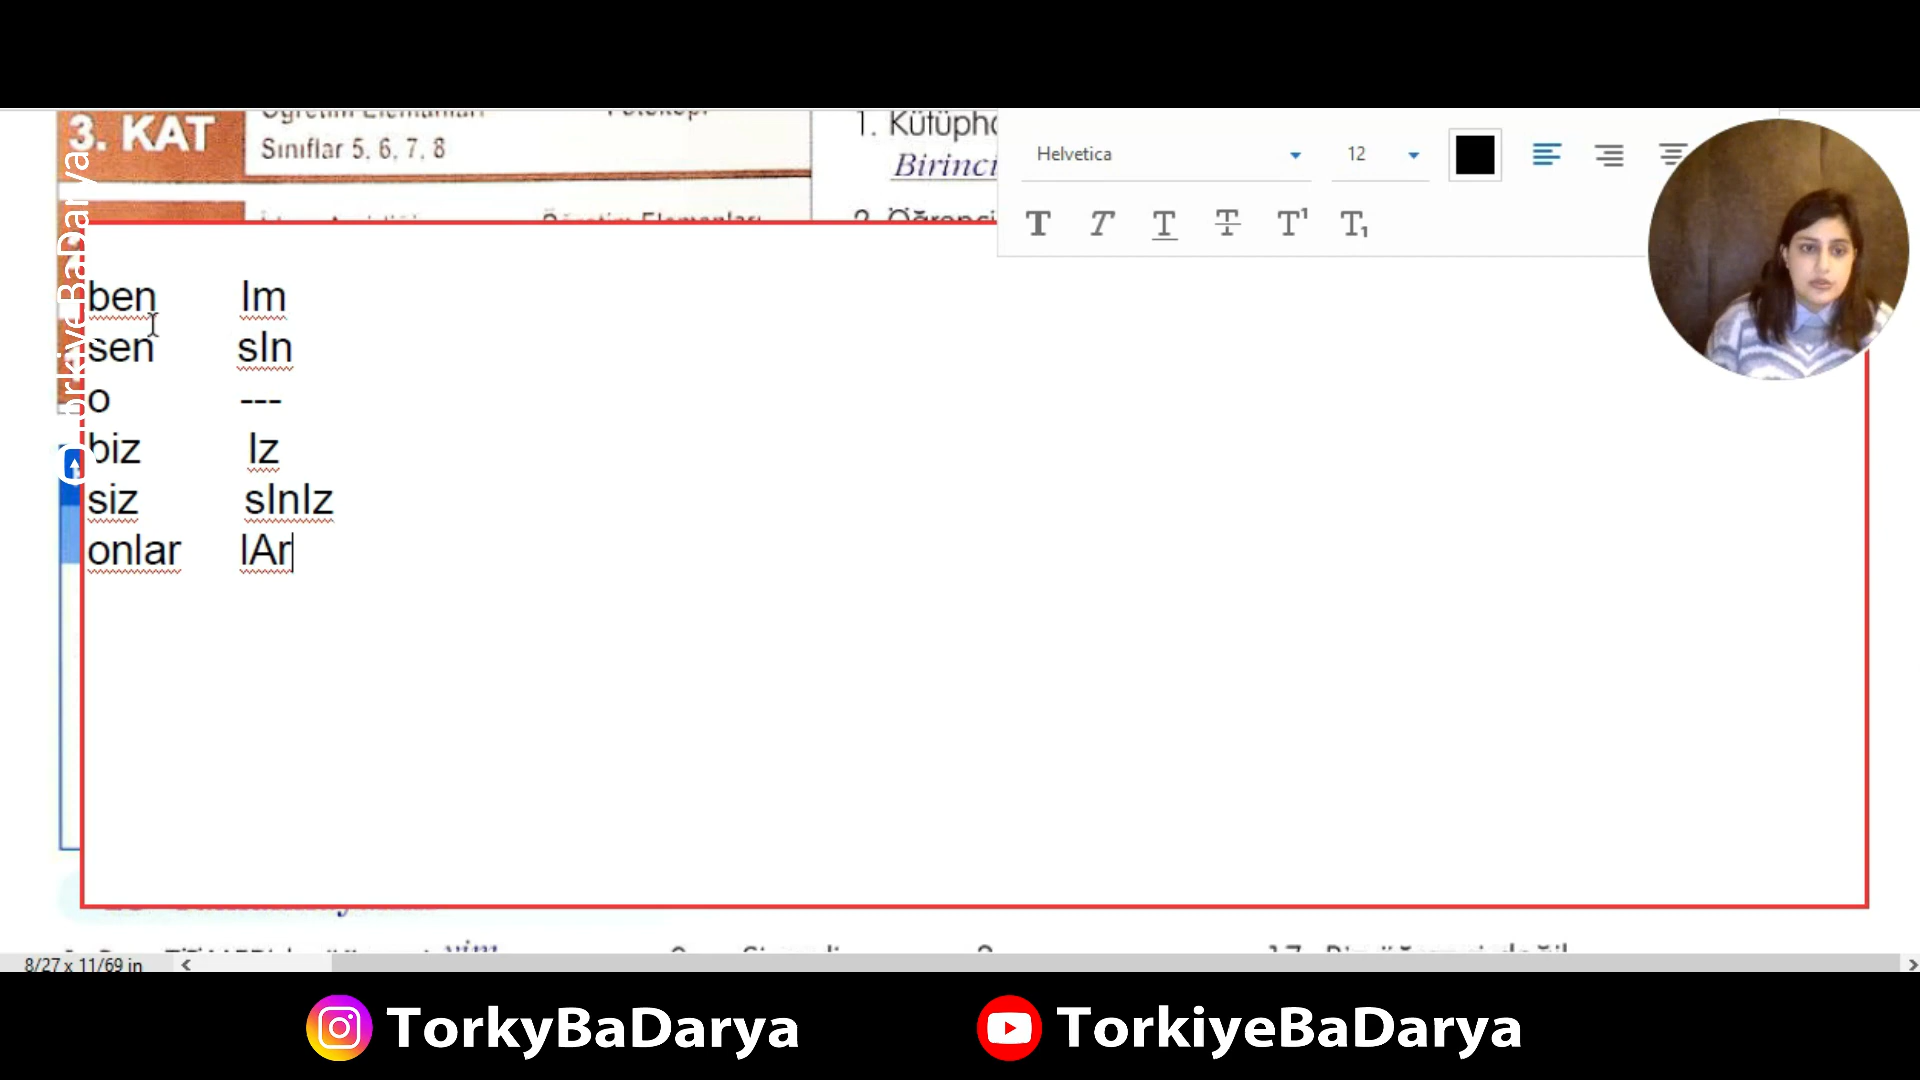 3. KAT
Sınıflar 5, 6, 7, 8
1.
Birinci
Helvetica
12
ben Im
sen sIn
o ---
biz Iz
siz sInIz
onlar lAr
8/27 x 11/69 in
TorkyBaDarya
TorkiyeBaDarya
TorkiyeBaDarya